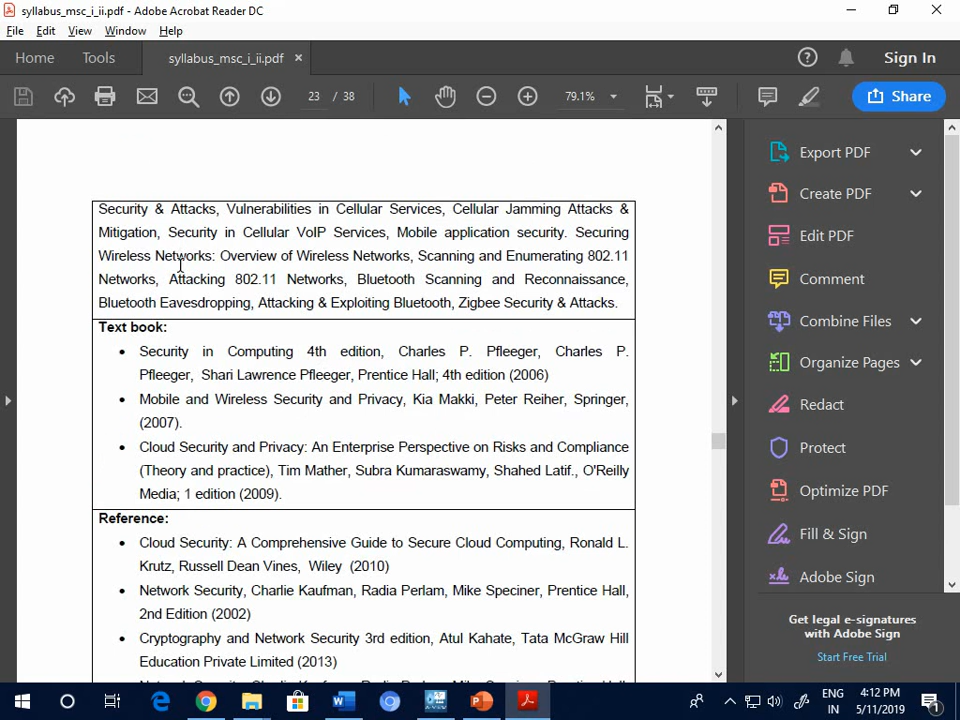 syllabus_msc_i_ii.pdf - Adobe Acrobat Reader DC
File Edit View Window Help
Home Tools syllabus_msc_i_ii.pdf × Sign In
23 / 38 79.1% Share
Security & Attacks, Vulnerabilities in Cellular Services, Cellular Jamming Attacks &
Mitigation, Security in Cellular VoIP Services, Mobile application security. Securing
Wireless Networks: Overview of Wireless Networks, Scanning and Enumerating 802.11
Networks, Attacking 802.11 Networks, Bluetooth Scanning and Reconnaissance,
Bluetooth Eavesdropping, Attacking & Exploiting Bluetooth, Zigbee Security & Attacks.
Text book:
• Security in Computing 4th edition, Charles P. Pfleeger, Charles P.
Pfleeger, Shari Lawrence Pfleeger, Prentice Hall; 4th edition (2006)
• Mobile and Wireless Security and Privacy, Kia Makki, Peter Reiher, Springer,
(2007).
• Cloud Security and Privacy: An Enterprise Perspective on Risks and Compliance
(Theory and practice), Tim Mather, Subra Kumaraswamy, Shahed Latif., O'Reilly
Media; 1 edition (2009).
Reference:
• Cloud Security: A Comprehensive Guide to Secure Cloud Computing, Ronald L.
Krutz, Russell Dean Vines, Wiley (2010)
• Network Security, Charlie Kaufman, Radia Perlam, Mike Speciner, Prentice Hall,
2nd Edition (2002)
• Cryptography and Network Security 3rd edition, Atul Kahate, Tata McGraw Hill
Education Private Limited (2013)
Export PDF
Create PDF
Edit PDF
Comment
Combine Files
Organize Pages
Redact
Protect
Optimize PDF
Fill & Sign
Adobe Sign
Get legal e-signatures
with Adobe Sign
Start Free Trial
ENG
IN
4:12 PM
5/11/2019
1